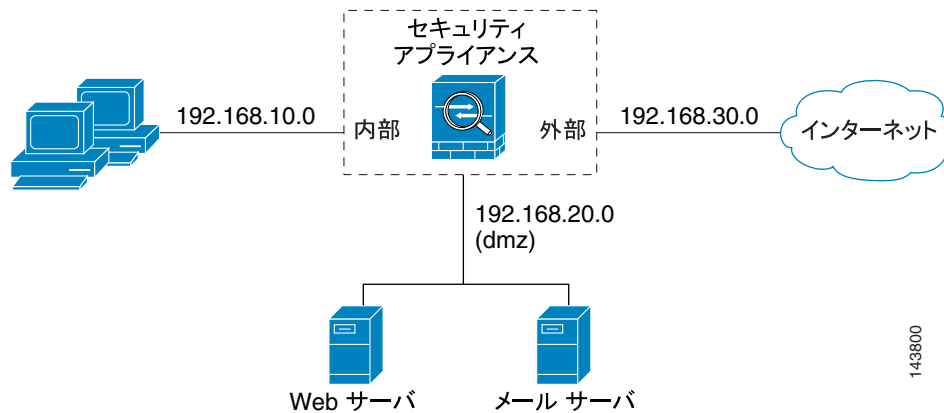 セキュリティ
アプライアンス
192.168.10.0
内部
外部
192.168.30.0
インターネット
192.168.20.0
(dmz)
Web サーバ
メール サーバ
143800